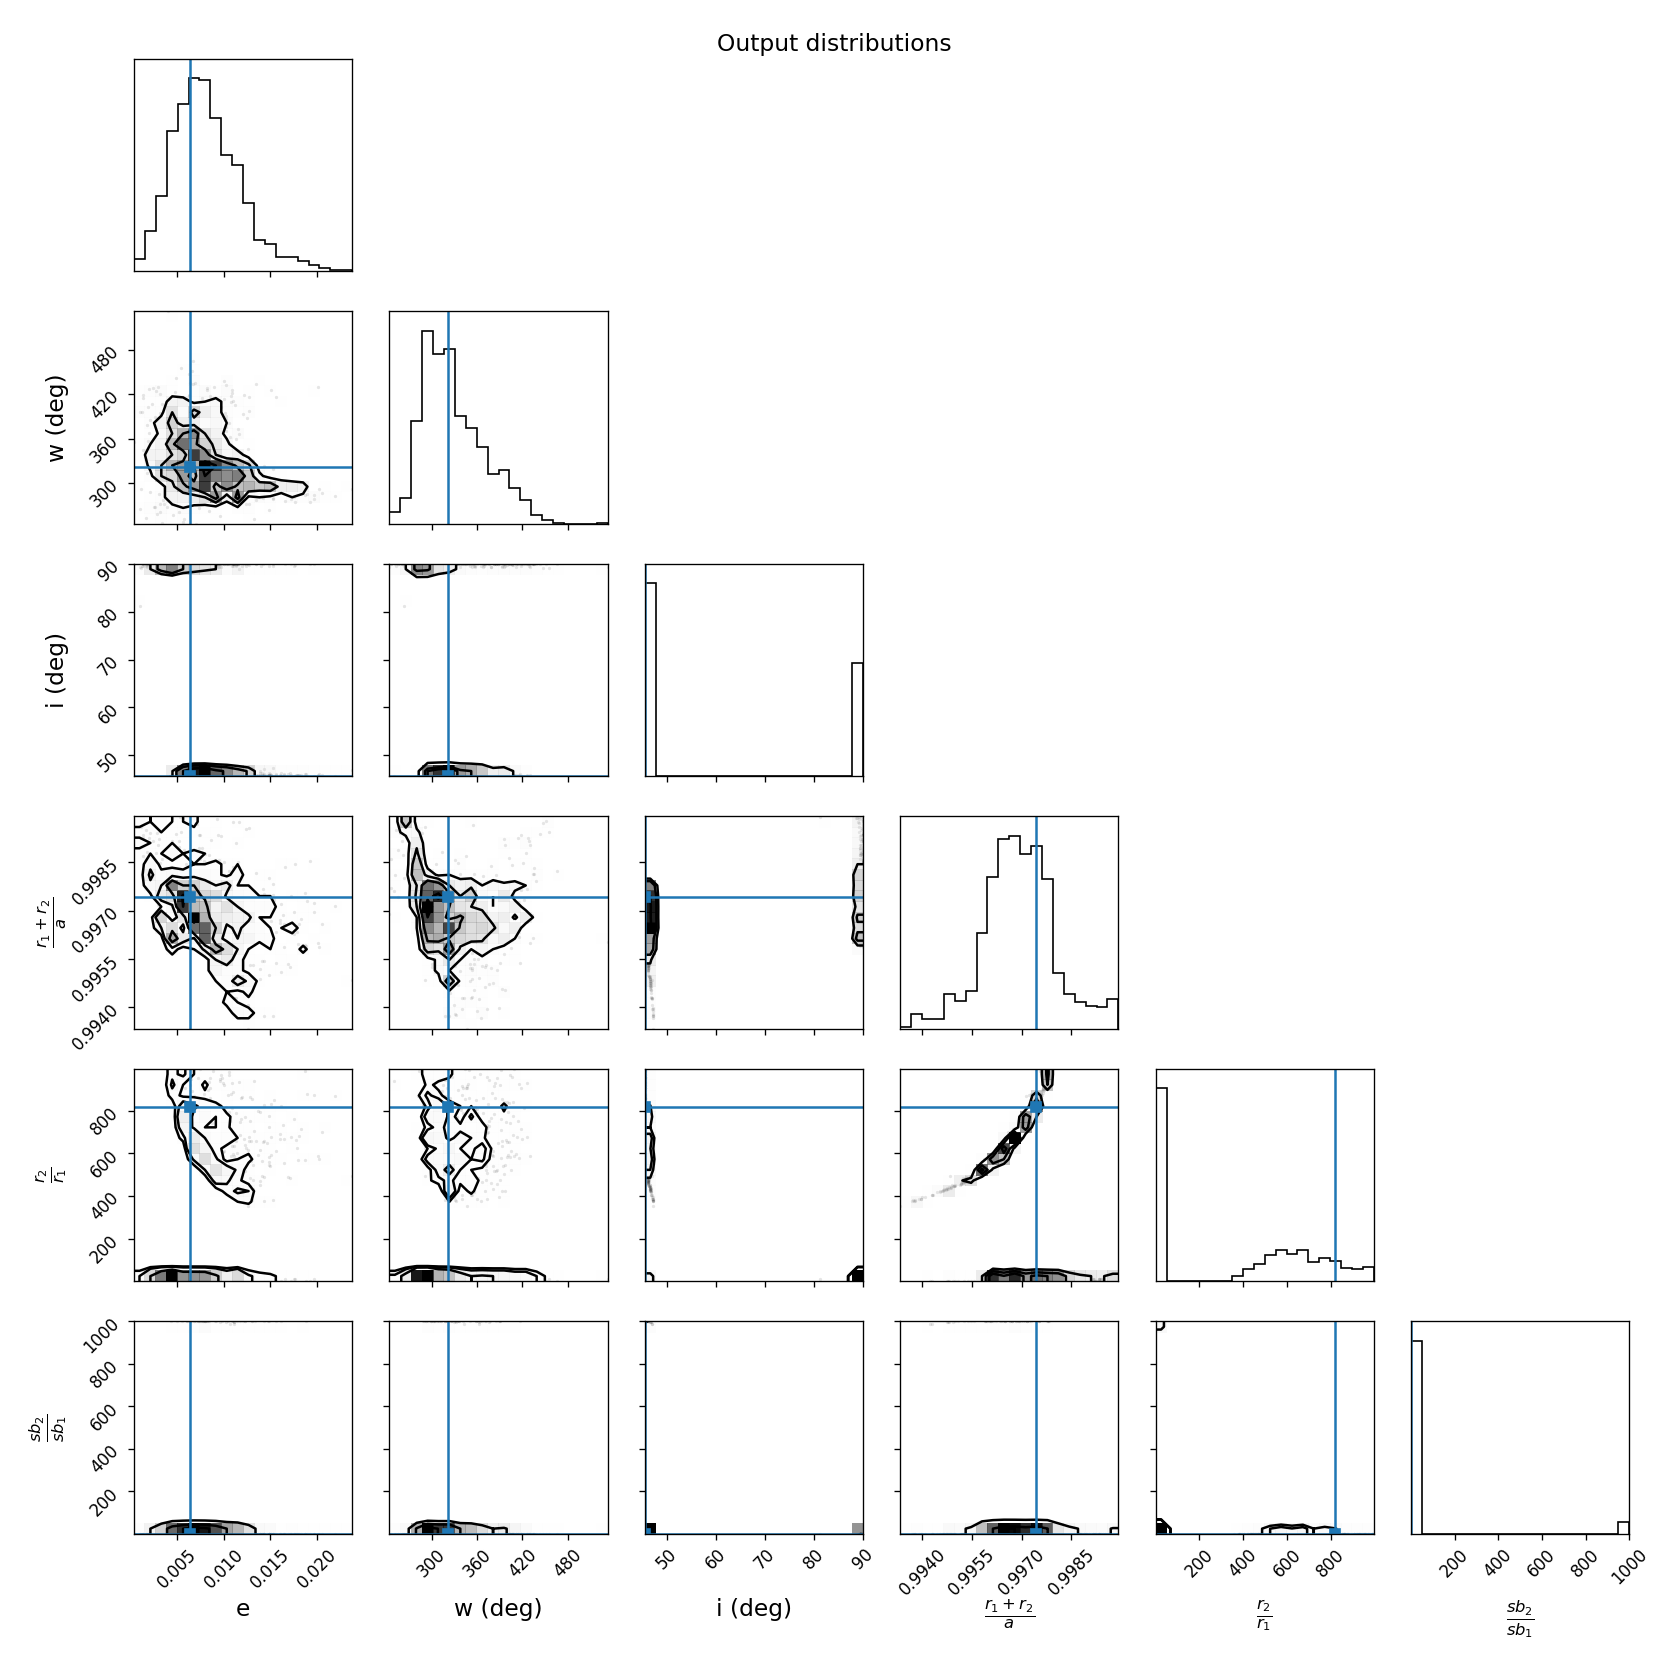 Output distributions
w (deg)
480
420
360
300
i (deg)
90
80
70
60
50
r₁ + r₂
a
0.9985
0.9970
0.9955
0.9940
r₂
r₁
800
600
400
200
sb₂
sb₁
1000
800
600
400
200
0.005 0.010 0.015 0.020
300 360 420 480
50 60 70 80 90
0.9940 0.9955 0.9970 0.9985
200 400 600 800
200 400 600 800 1000
e
w (deg)
i (deg)
r₁ + r₂
a
r₂
r₁
sb₂
sb₁